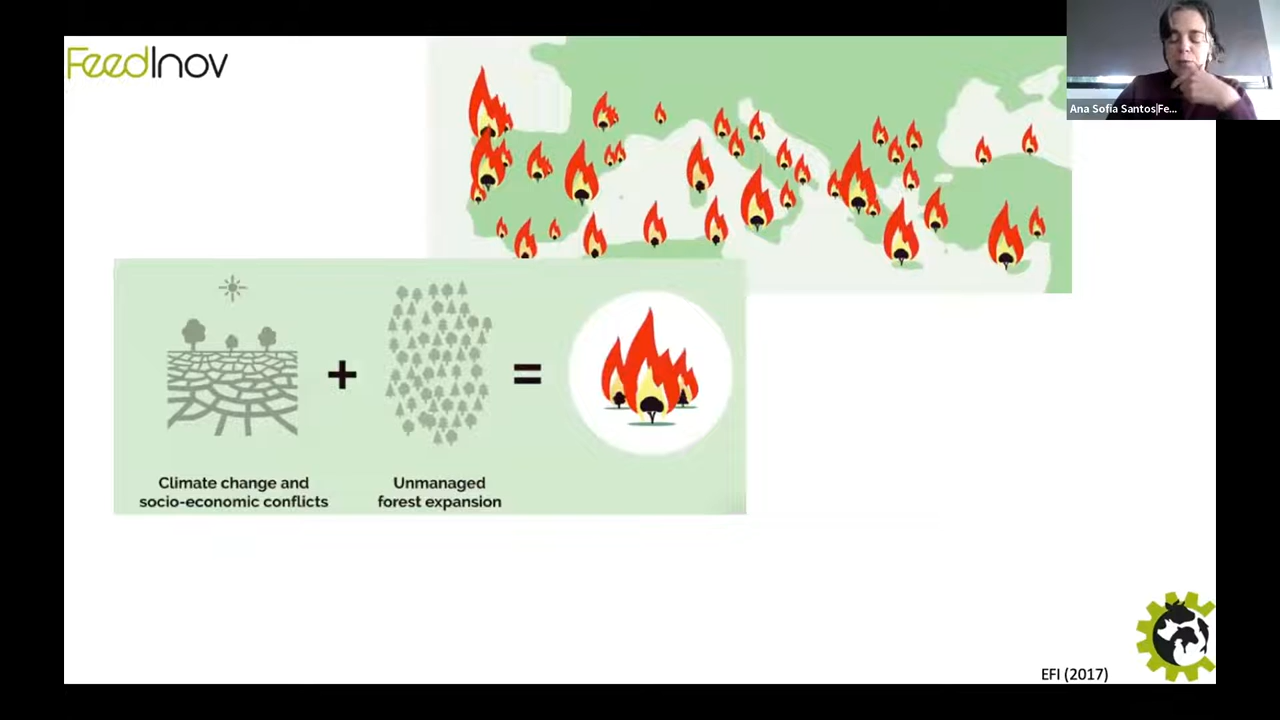 FeedInov
Ana Sofia Santos|Fe...
+
=
Climate change and
socio-economic conflicts
Unmanaged
forest expansion
EFI (2017)